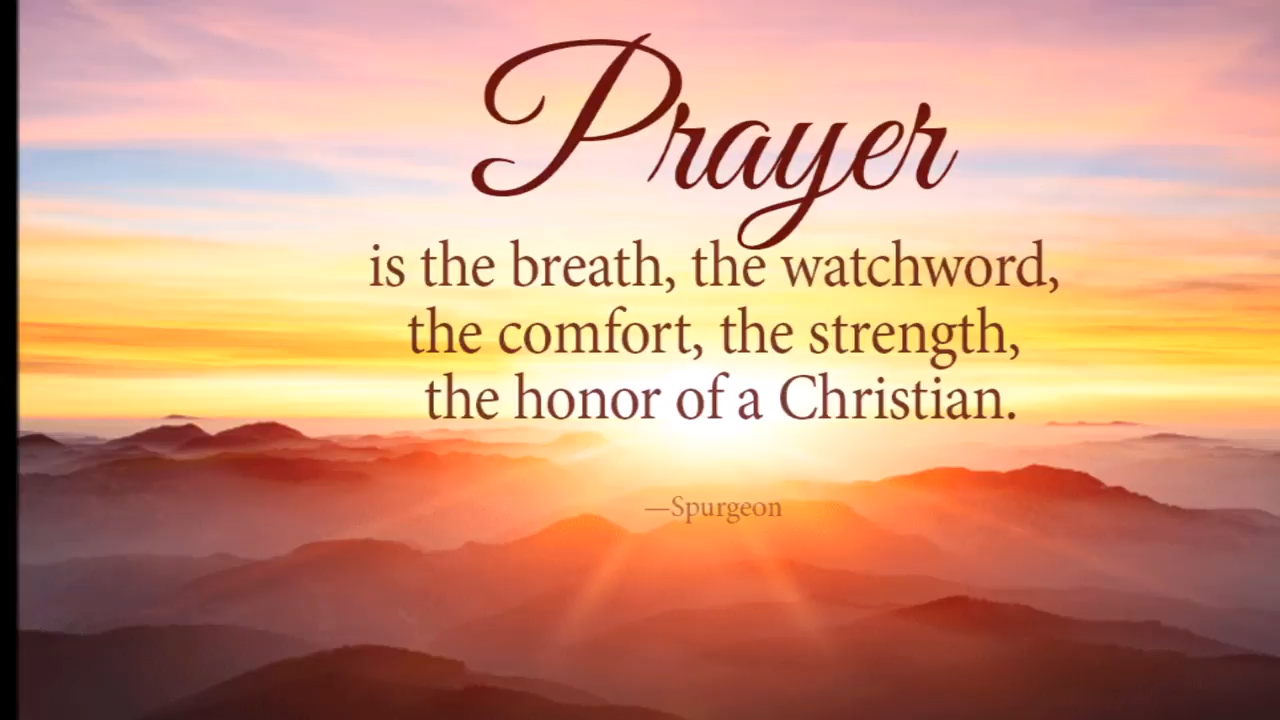 Prayer
is the breath, the watchword,
the comfort, the strength,
the honor of a Christian.
—Spurgeon